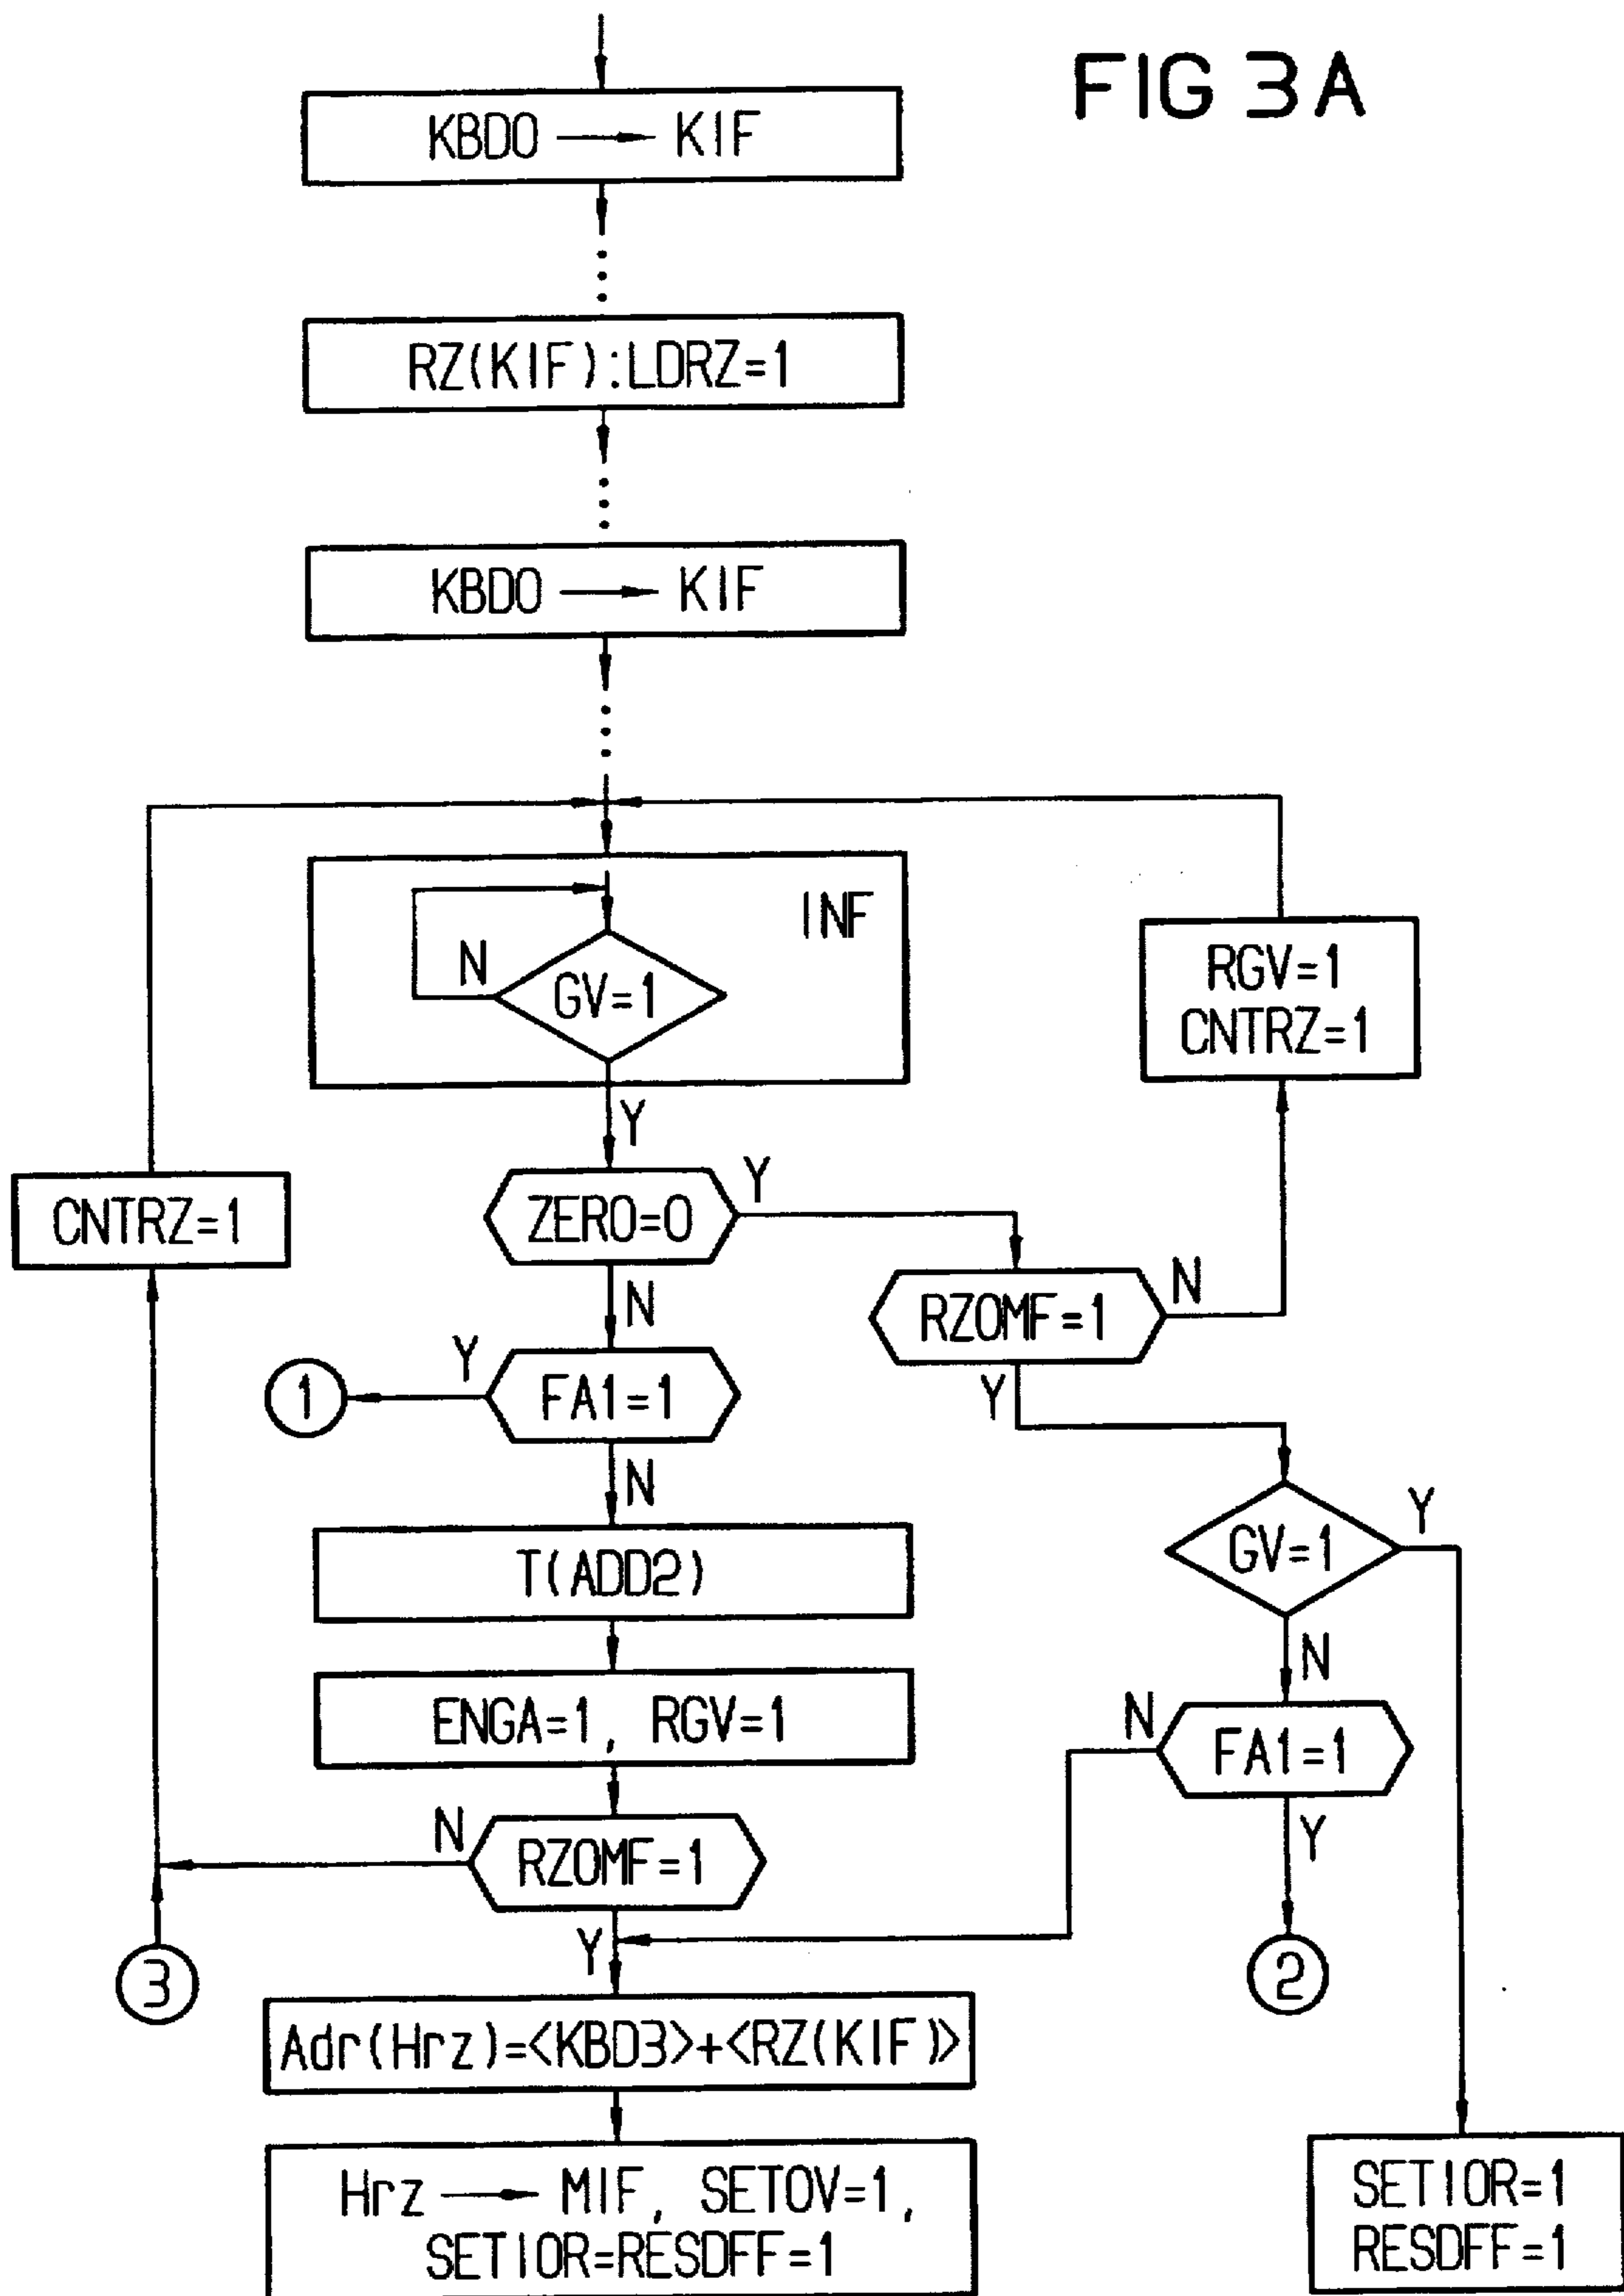 FIG 3A
KBD0 → KIF
RZ(KIF):LDRZ=1
KBD0 → KIF
INF
N
GV=1
RGV=1
CNTRZ=1
Y
CNTRZ=1
ZERO=0
Y
N
RZOMF=1
N
Y
1
FA1=1
Y
N
T(ADD2)
GV=1
Y
N
ENGA=1, RGV=1
N
FA1=1
N
RZOMF=1
Y
Y
3
2
Adr(Hrz)=<KBD3>+<RZ(KIF)>
Hrz → MIF, SETOV=1,
SETIOR=RESDFF=1
SETIOR=1
RESDFF=1